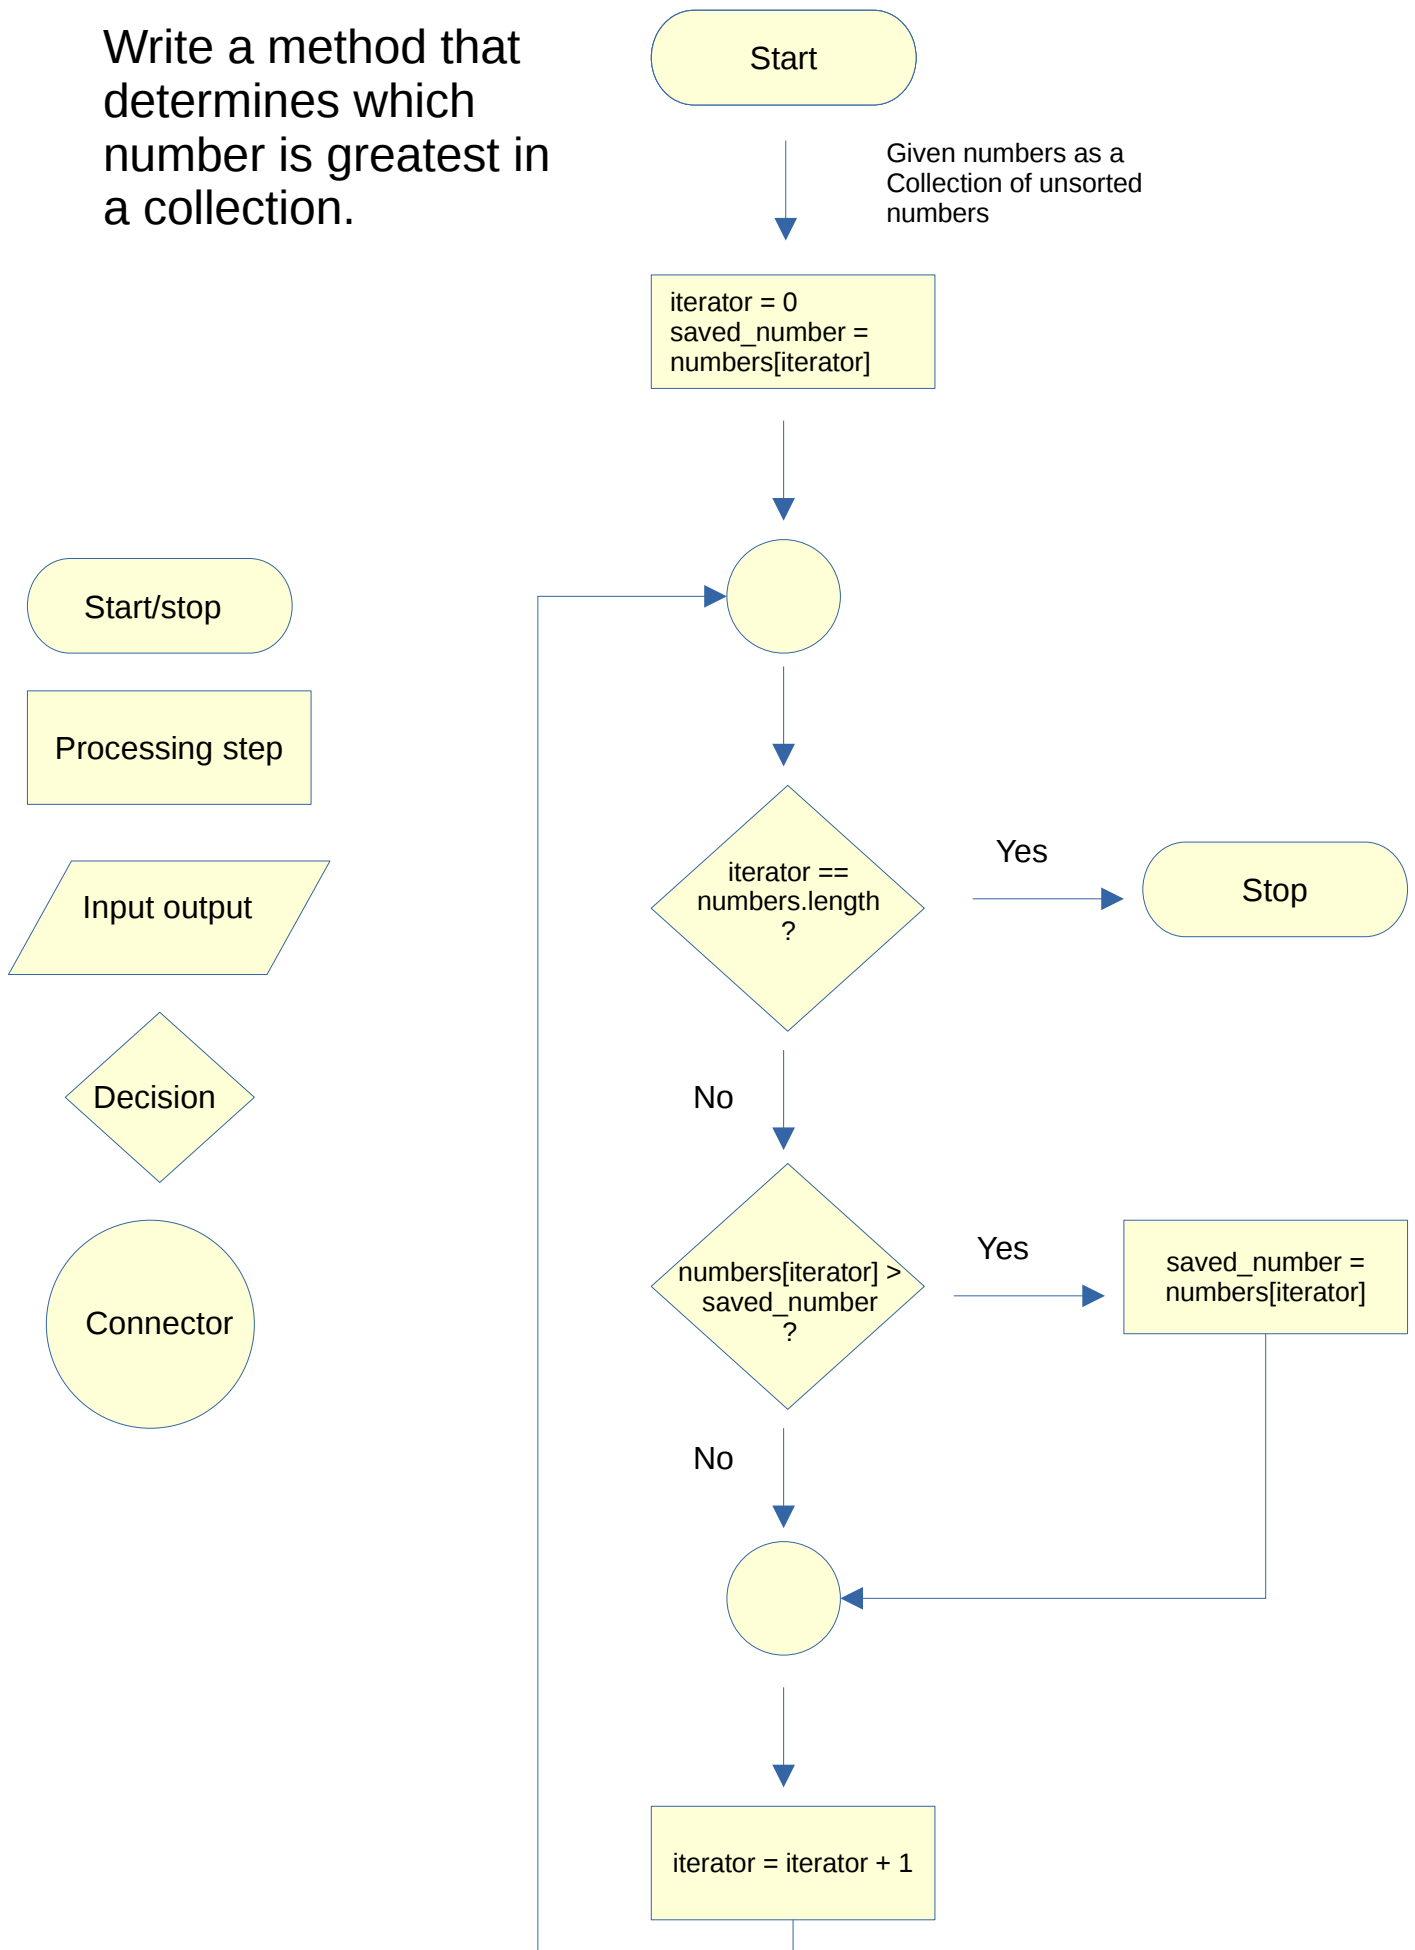 Write a method that
determines which
number is greatest in
a collection.
Start
Given numbers as a
Collection of unsorted
numbers
iterator = 0
saved_number =
numbers[iterator]
Start/stop
Processing step
Input output
Decision
Connector
iterator ==
numbers.length
?
Yes
Stop
No
numbers[iterator] >
saved_number
?
Yes
saved_number =
numbers[iterator]
No
iterator = iterator + 1